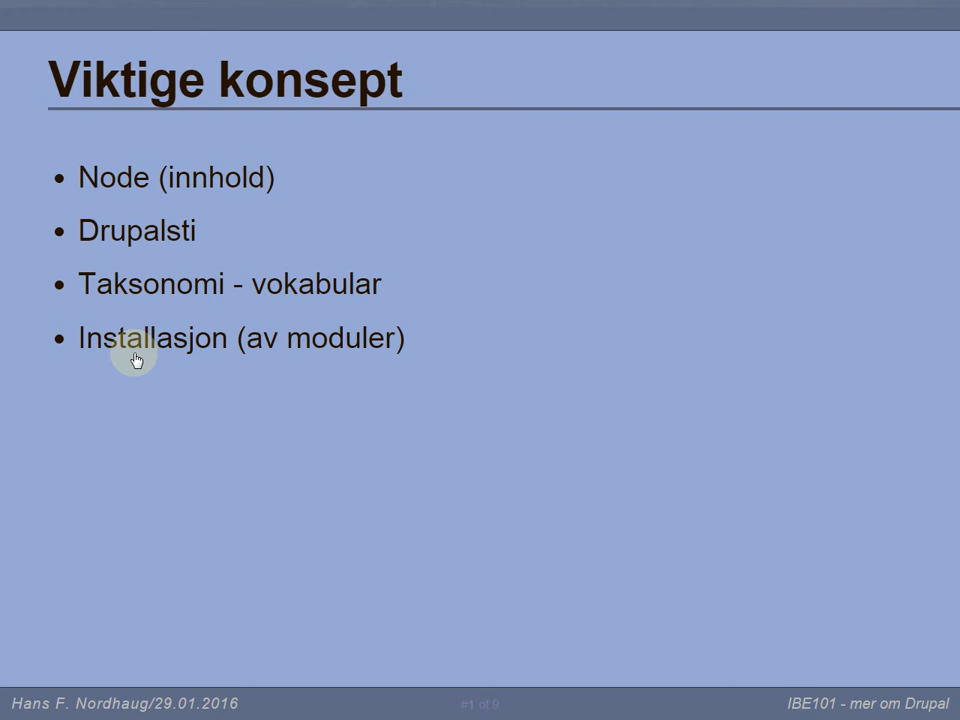 Viktige konsept
• Node (innhold)
• Drupalsti
• Taksonomi - vokabular
• Installasjon (av moduler)
Hans F. Nordhaug/29.01.2016
#1 of 9
IBE101 - mer om Drupal